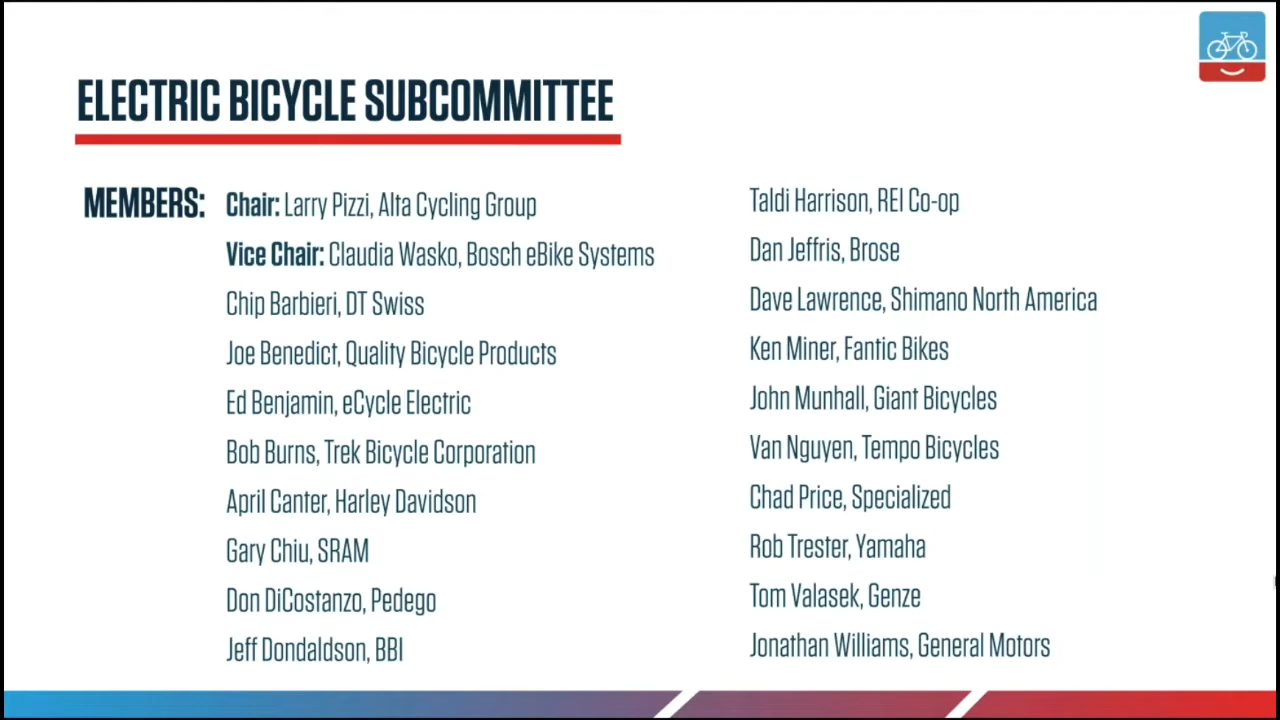 ELECTRIC BICYCLE SUBCOMMITTEE
MEMBERS:
Chair: Larry Pizzi, Alta Cycling Group
Vice Chair: Claudia Wasko, Bosch eBike Systems
Chip Barbieri, DT Swiss
Joe Benedict, Quality Bicycle Products
Ed Benjamin, eCycle Electric
Bob Burns, Trek Bicycle Corporation
April Canter, Harley Davidson
Gary Chiu, SRAM
Don DiCostanzo, Pedego
Jeff Dondaldson, BBI
Taldi Harrison, REI Co-op
Dan Jeffris, Brose
Dave Lawrence, Shimano North America
Ken Miner, Fantic Bikes
John Munhall, Giant Bicycles
Van Nguyen, Tempo Bicycles
Chad Price, Specialized
Rob Trester, Yamaha
Tom Valasek, Genze
Jonathan Williams, General Motors